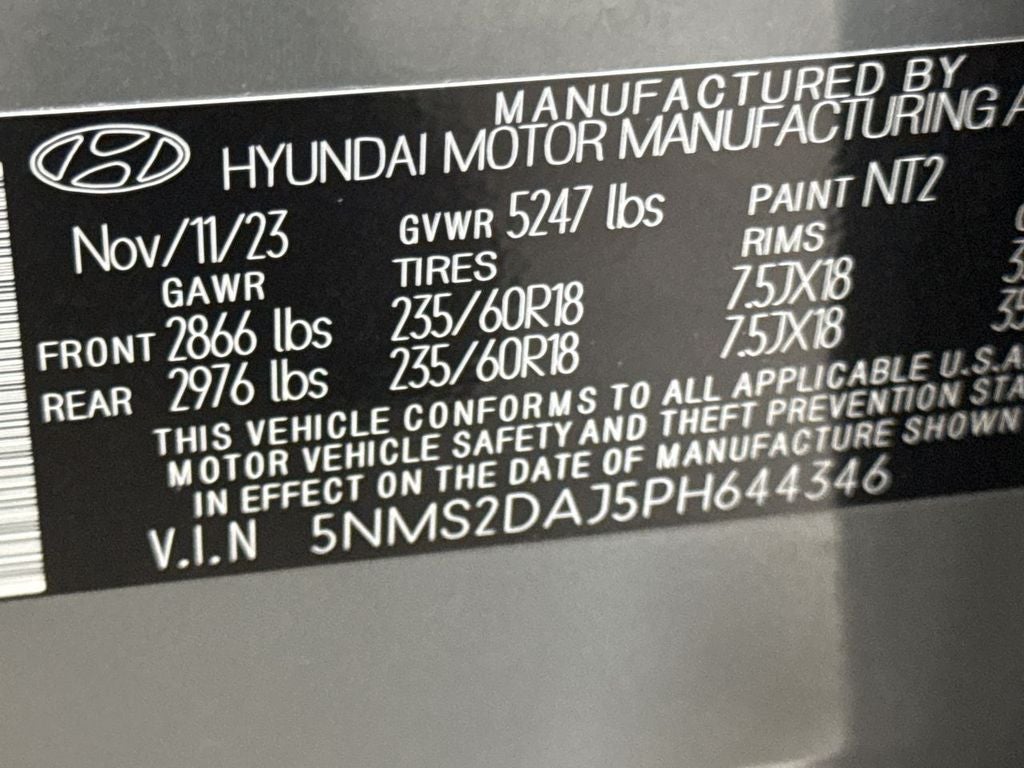 MANUFACTURED BY
HYUNDAI MOTOR MANUFACTURING A
Nov/11/23 GVWR 5247 lbs PAINT NT2
GAWR TIRES RIMS
FRONT 2866 lbs 235/60R18 7.5JX18
REAR 2976 lbs 235/60R18 7.5JX18 35
THIS VEHICLE CONFORMS TO ALL APPLICABLE U.S.A
MOTOR VEHICLE SAFETY AND THEFT PREVENTION STA
IN EFFECT ON THE DATE OF MANUFACTURE SHOWN
V.I.N 5NMS2DAJ5PH644346